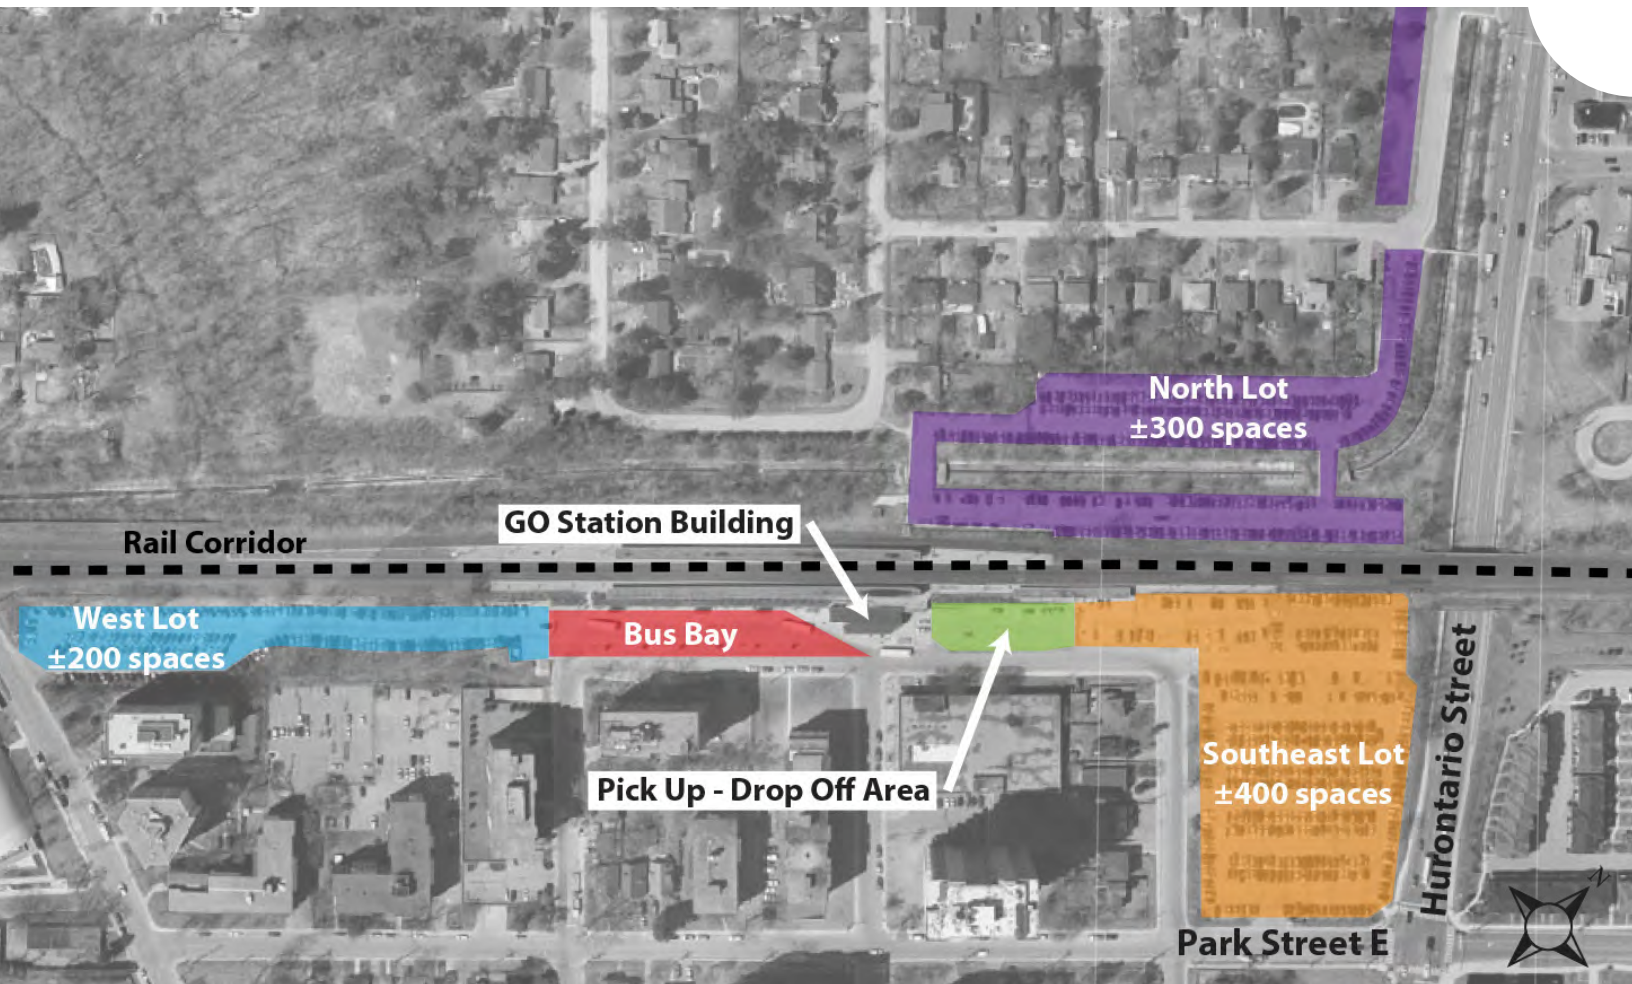 North Lot
±300 spaces
GO Station Building
Rail Corridor
West Lot
±200 spaces
Bus Bay
Pick Up - Drop Off Area
Southeast Lot
±400 spaces
Hurontario Street
Park Street E
N